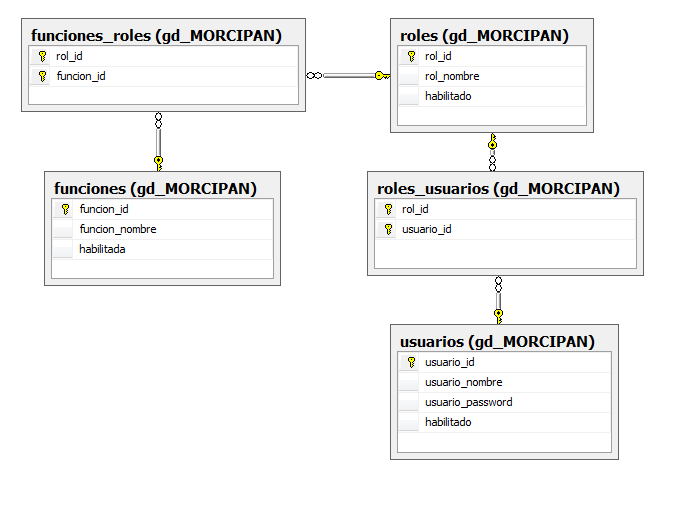 funciones_roles (gd_MORCIPAN)
rol_id
funcion_id
roles (gd_MORCIPAN)
rol_id
rol_nombre
habilitado
funciones (gd_MORCIPAN)
funcion_id
funcion_nombre
habilitada
roles_usuarios (gd_MORCIPAN)
rol_id
usuario_id
usuarios (gd_MORCIPAN)
usuario_id
usuario_nombre
usuario_password
habilitado